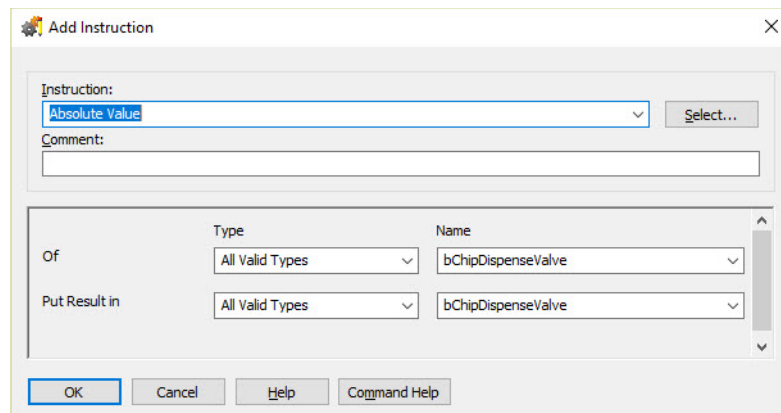 Add Instruction
Instruction:
Absolute Value
Select...
Comment:
Type Name
Of All Valid Types bChipDispenseValve
Put Result in All Valid Types bChipDispenseValve
OK Cancel Help Command Help